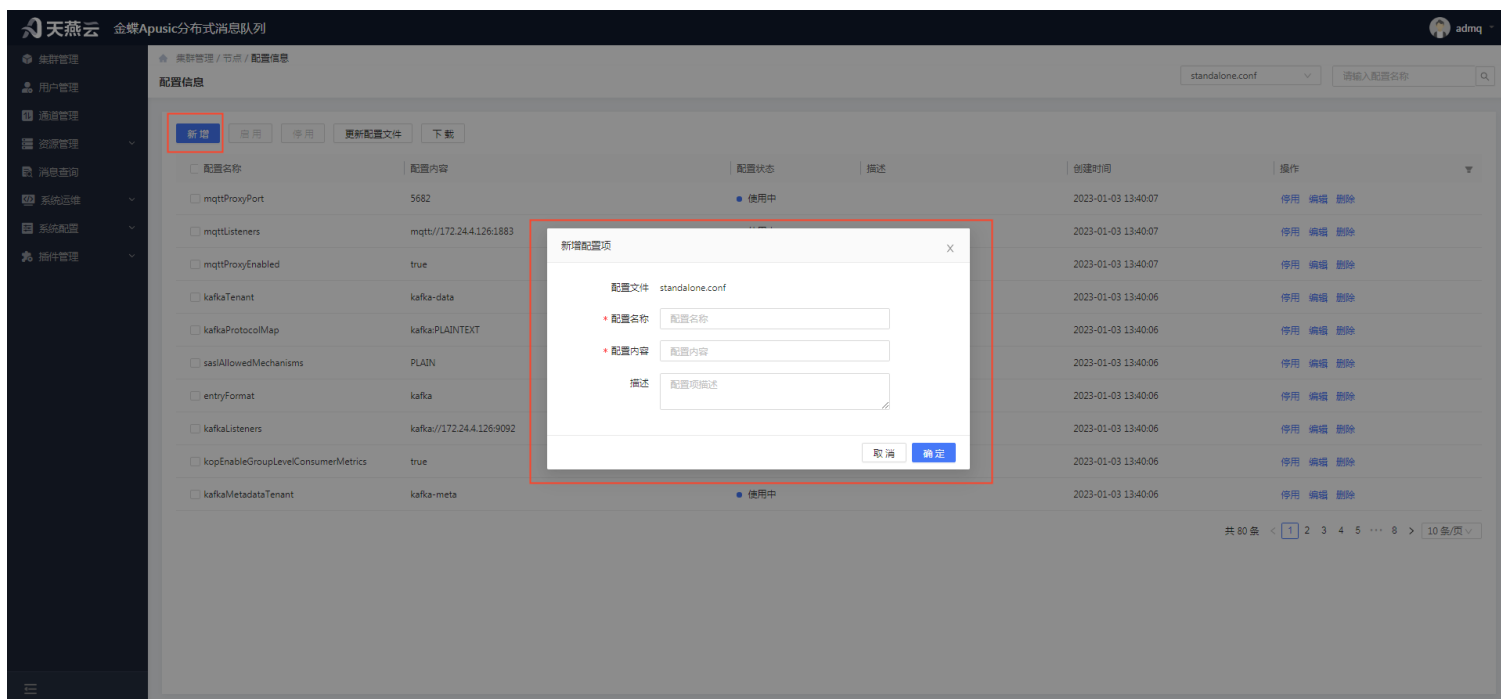 天燕云 金蝶Apusic分布式消息队列
admq
集群管理
用户管理
通道管理
资源管理
消息查询
系统运维
系统配置
插件管理
集群管理 / 节点 / 配置信息
配置信息
standalone.conf
请输入配置名称
新 增 启 用 停 用 更新配置文件 下 载
配置名称 配置内容 配置状态 描述 创建时间 操作
mqttProxyPort 5682 使用中 2023-01-03 13:40:07 停用 编辑 删除
mqttListeners mqtt://172.24.4.126:1883 2023-01-03 13:40:07 停用 编辑 删除
mqttProxyEnabled true 2023-01-03 13:40:07 停用 编辑 删除
kafkaTenant kafka-data 2023-01-03 13:40:06 停用 编辑 删除
kafkaProtocolMap kafka:PLAINTEXT 2023-01-03 13:40:06 停用 编辑 删除
saslAllowedMechanisms PLAIN 2023-01-03 13:40:06 停用 编辑 删除
entryFormat kafka 2023-01-03 13:40:06 停用 编辑 删除
kafkaListeners kafka://172.24.4.126:9092 2023-01-03 13:40:06 停用 编辑 删除
kopEnableGroupLevelConsumerMetrics true 2023-01-03 13:40:06 停用 编辑 删除
kafkaMetadataTenant kafka-meta 使用中 2023-01-03 13:40:06 停用 编辑 删除
新增配置项 X
配置文件 standalone.conf
* 配置名称 配置名称
* 配置内容 配置内容
描述 配置项描述
取 消 确 定
共 80 条 < 1 2 3 4 5 ··· 8 > 10 条/页